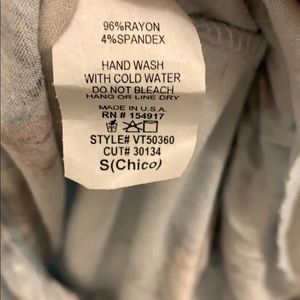 96%RAYON
4%SPANDEX
HAND WASH
WITH COLD WATER
DO NOT BLEACH
HANG OR LINE DRY
MADE IN U.S.A.
RN # 154917
STYLE# VT50360
CUT# 30134
S(Chico)